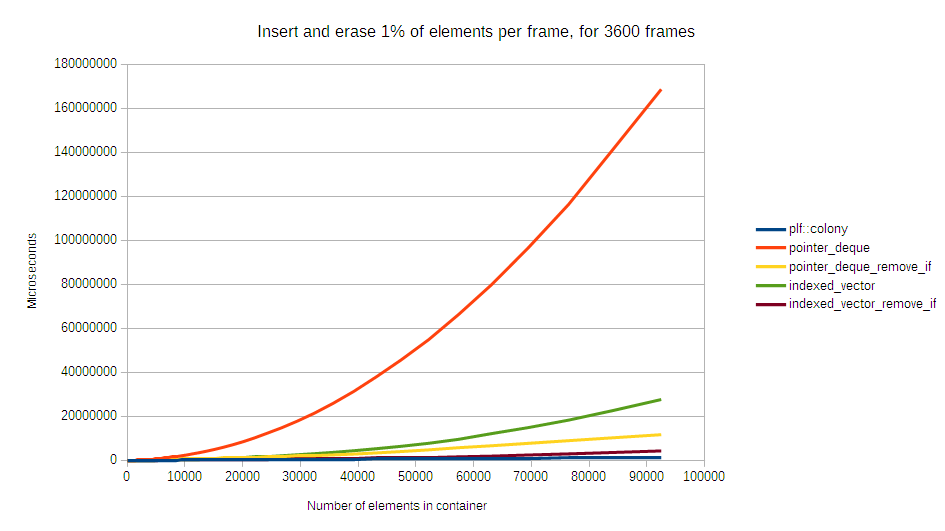 Insert and erase 1% of elements per frame, for 3600 frames
180000000
160000000
140000000
120000000
100000000
80000000
60000000
40000000
20000000
0
Microseconds
0 10000 20000 30000 40000 50000 60000 70000 80000 90000 100000
Number of elements in container
plf::colony
pointer_deque
pointer_deque_remove_if
indexed_vector
indexed_vector_remove_if